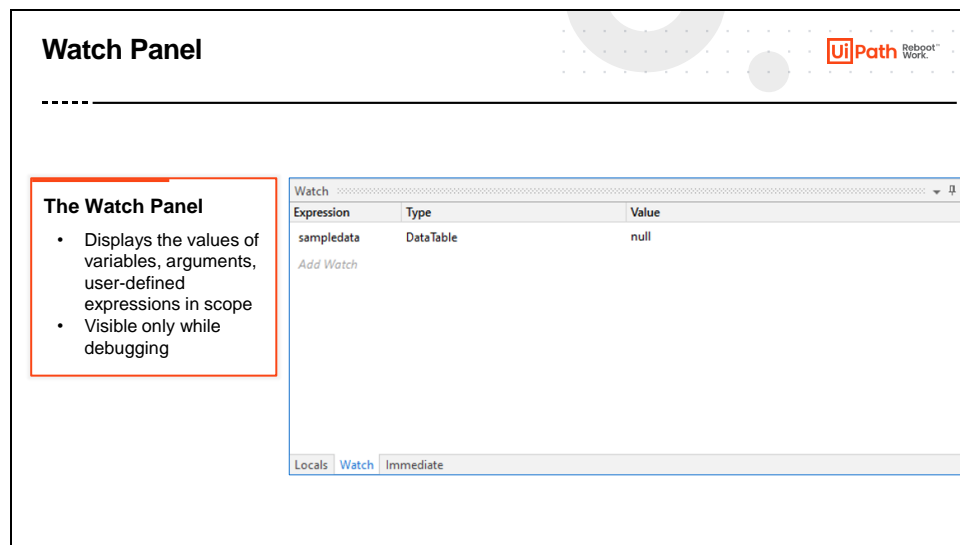 Watch Panel
UiPath Reboot™ Work.
The Watch Panel
• Displays the values of
variables, arguments,
user-defined
expressions in scope
• Visible only while
debugging
Watch
Expression Type Value
sampledata DataTable null
Add Watch
Locals Watch Immediate